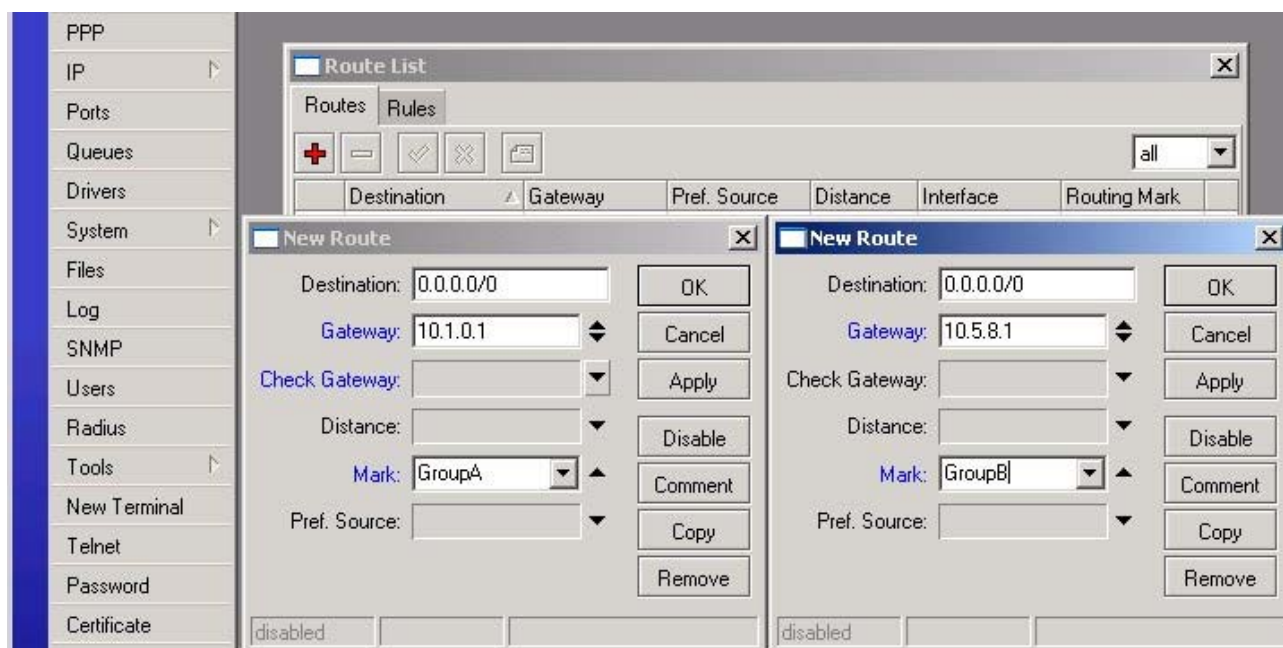 PPP
IP
Ports
Queues
Drivers
System
Files
Log
SNMP
Users
Radius
Tools
New Terminal
Telnet
Password
Certificate
Route List
Routes Rules
all
Destination Gateway Pref. Source Distance Interface Routing Mark
New Route
Destination: 0.0.0.0/0 OK
Gateway: 10.1.0.1 Cancel
Check Gateway: Apply
Distance: Disable
Mark: GroupA Comment
Pref. Source: Copy
Remove
disabled
New Route
Destination: 0.0.0.0/0 OK
Gateway: 10.5.8.1 Cancel
Check Gateway: Apply
Distance: Disable
Mark: GroupB Comment
Pref. Source: Copy
Remove
disabled